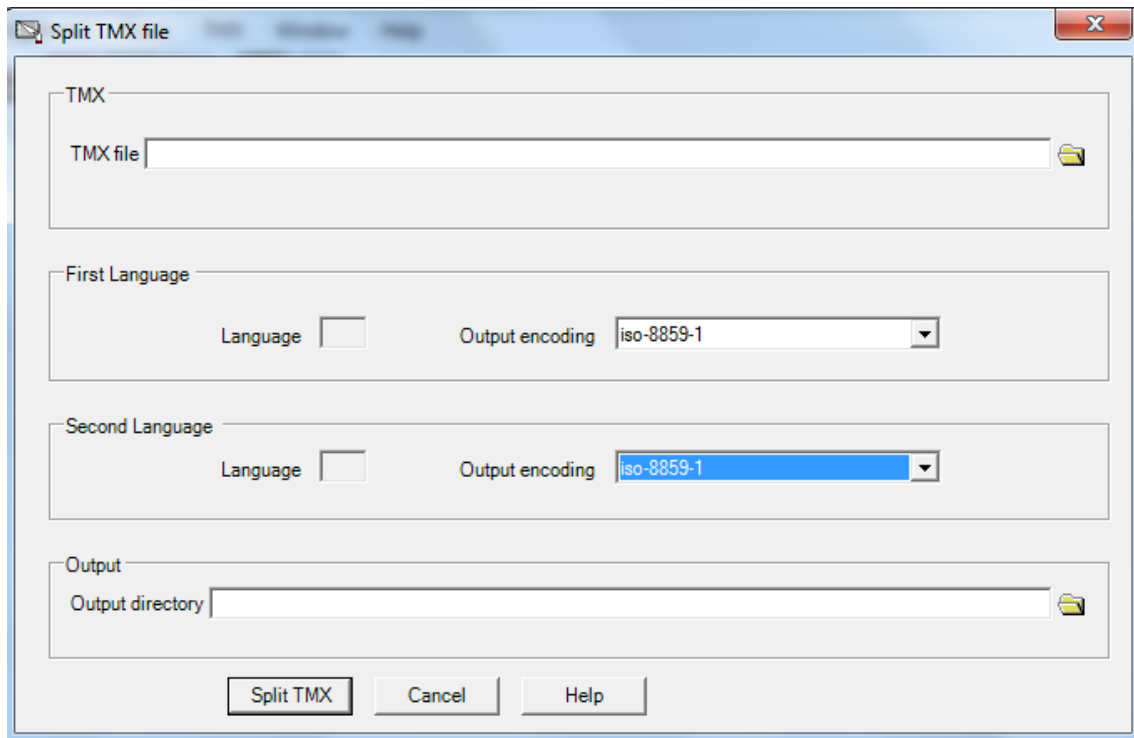 Split TMX file
TMX
TMX file
First Language
Language Output encoding iso-8859-1
Second Language
Language Output encoding iso-8859-1
Output
Output directory
Split TMX Cancel Help